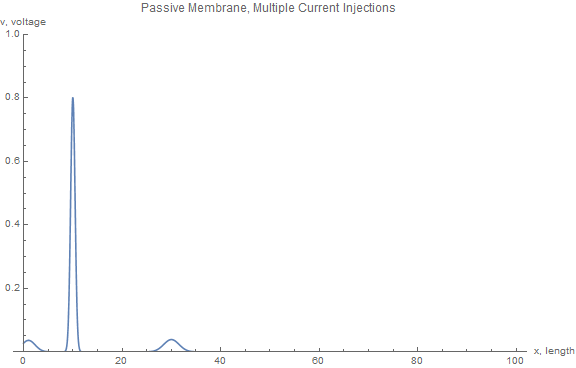 Passive Membrane, Multiple Current Injections
v, voltage
1.0
0.8
0.6
0.4
0.2
0 20 40 60 80 100 x, length